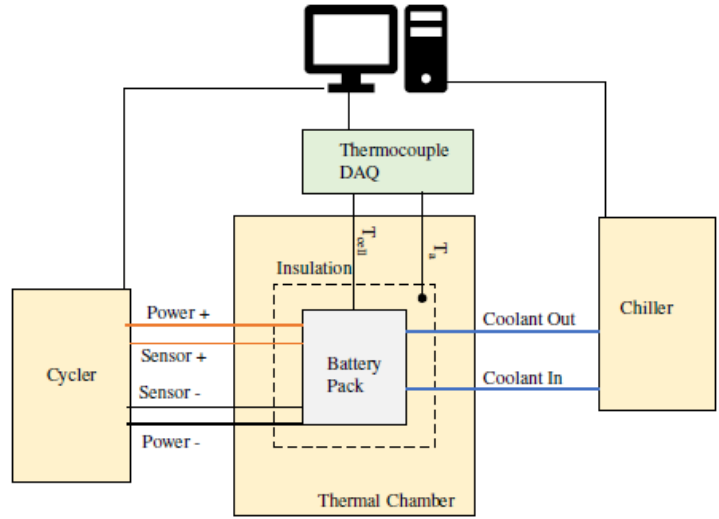 Thermocouple
DAQ
Tcell
Ta
Insulation
Power +
Sensor +
Cycler
Sensor -
Power -
Battery
Pack
Coolant Out
Coolant In
Chiller
Thermal Chamber